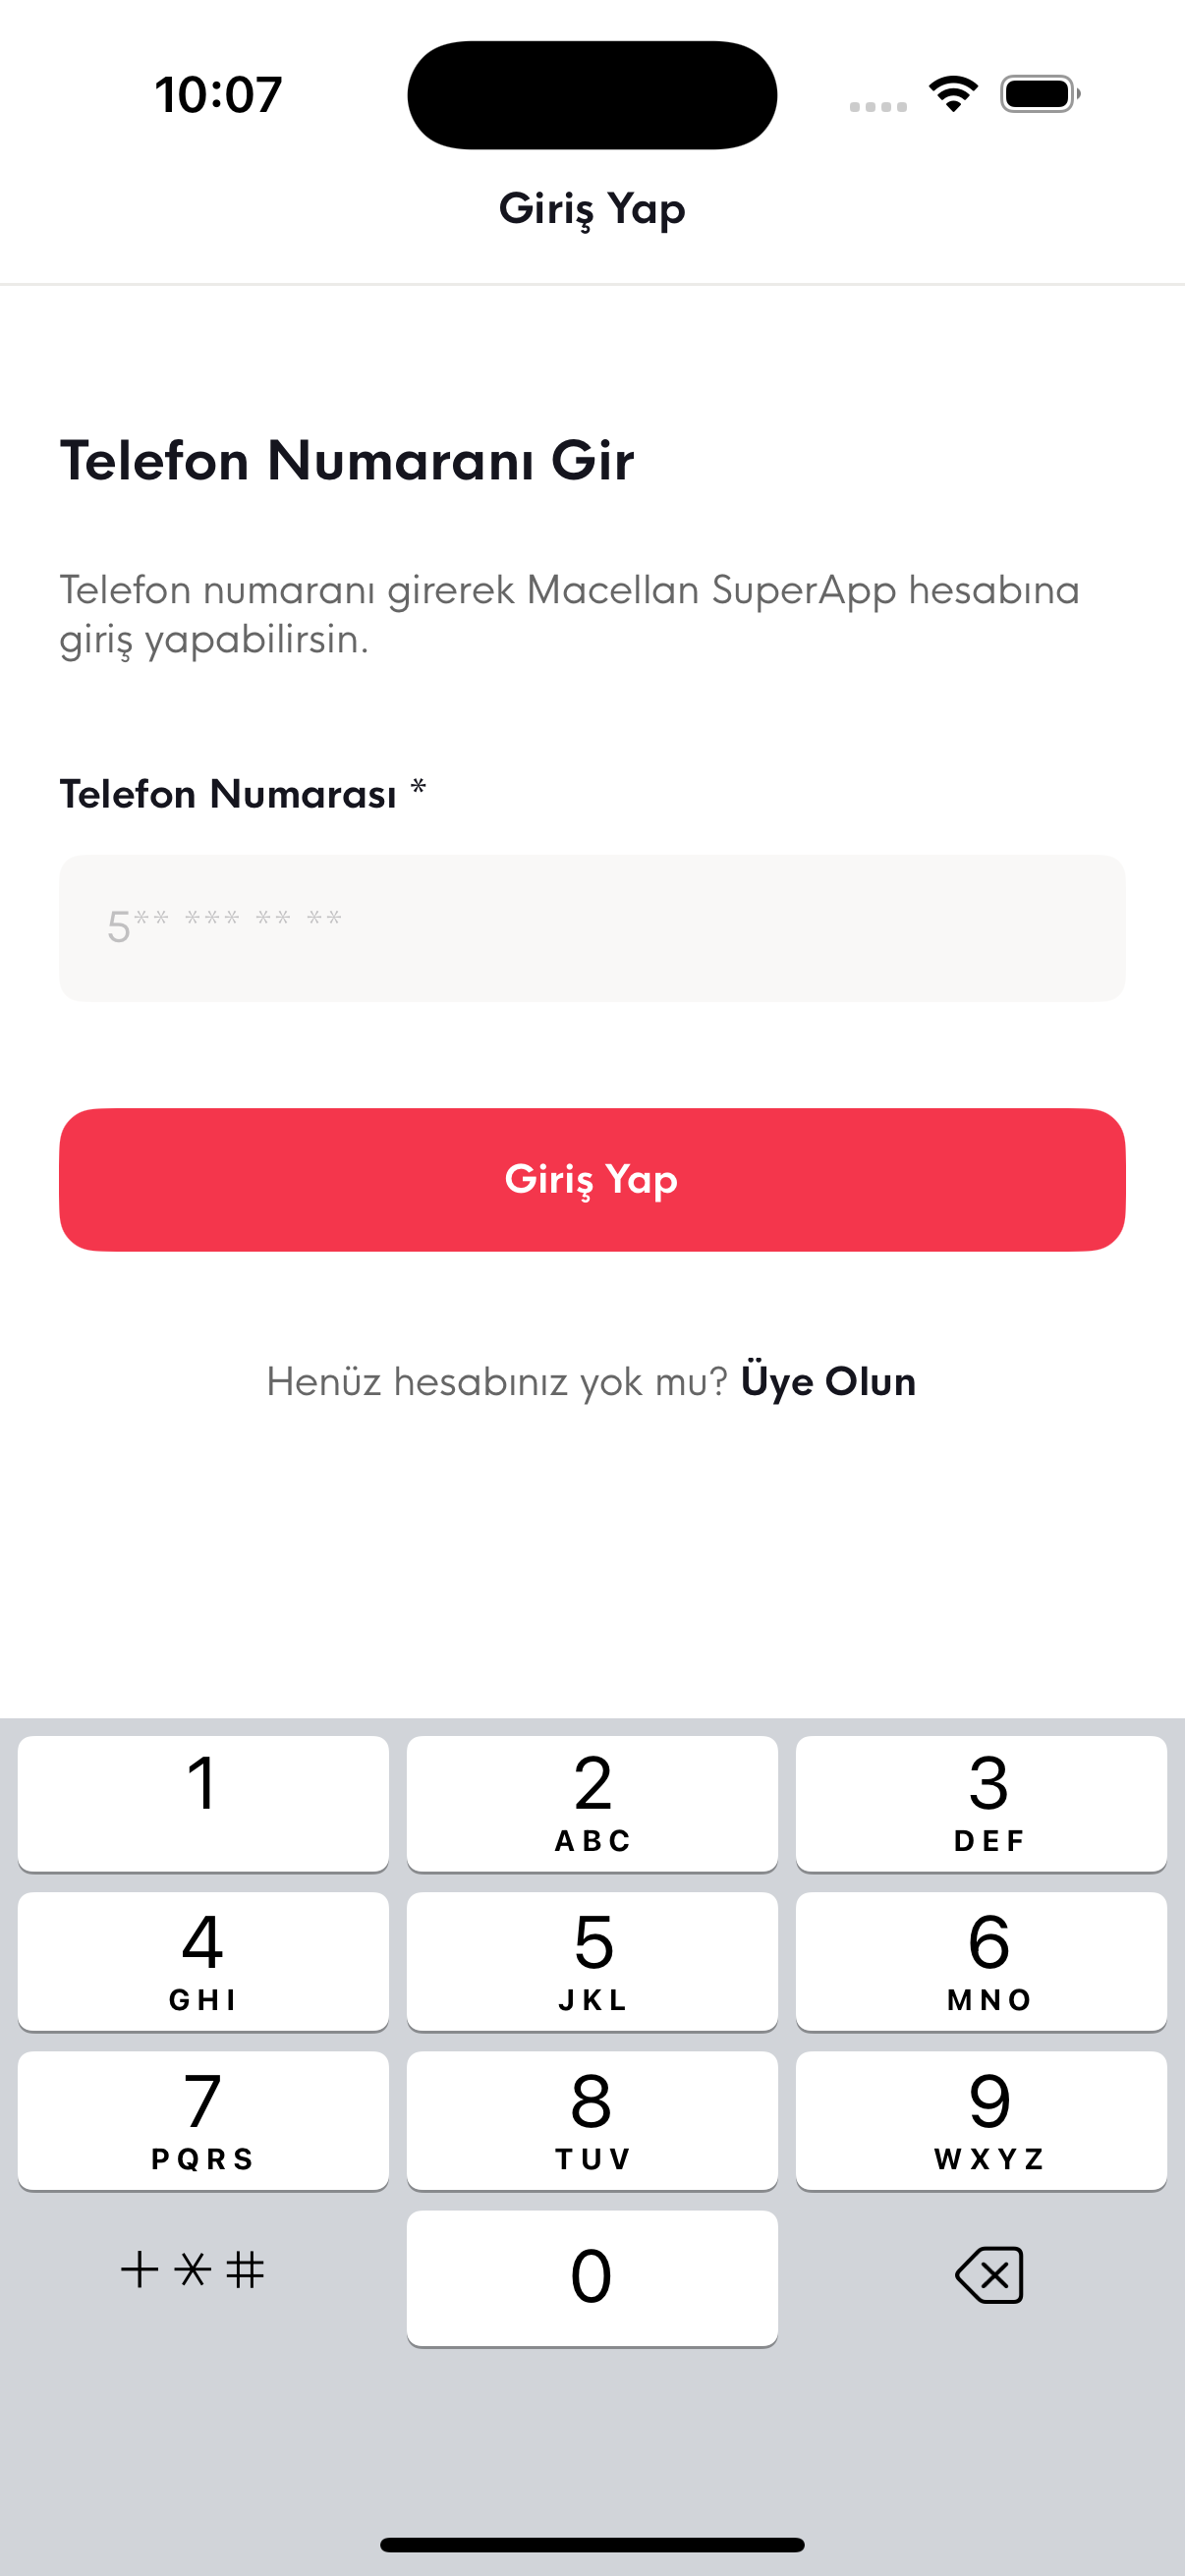 10:07
Giriş Yap
Telefon Numaranı Gir
Telefon numaranı girerek Macellan SuperApp hesabına
giriş yapabilirsin.
Telefon Numarası *
5** *** ** **
Giriş Yap
Henüz hesabınız yok mu? Üye Olun
1
2
ABC
3
DEF
4
GHI
5
JKL
6
MNO
7
PQRS
8
TUV
9
WXYZ
+*#
0